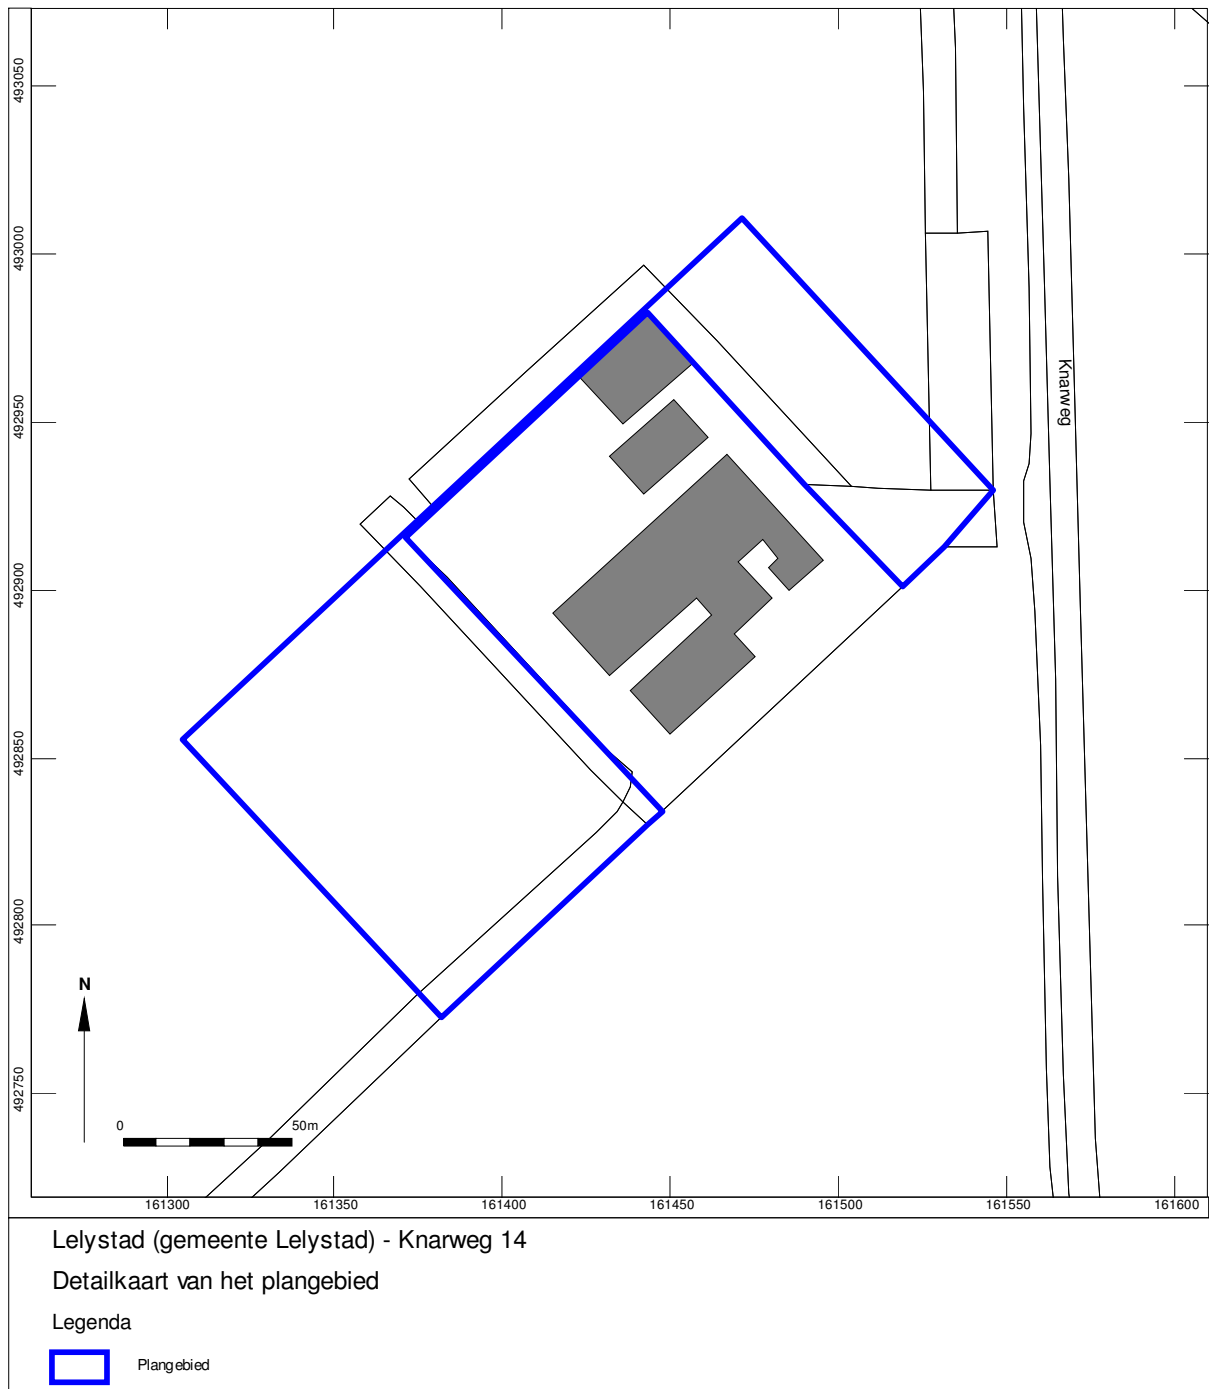 493050
493000
492950
492900
492850
492800
492750
Knarweg
N
0 50m
161300 161350 161400 161450 161500 161550 161600
Lelystad (gemeente Lelystad) - Knarweg 14
Detailkaart van het plangebied
Legenda
Plangebied